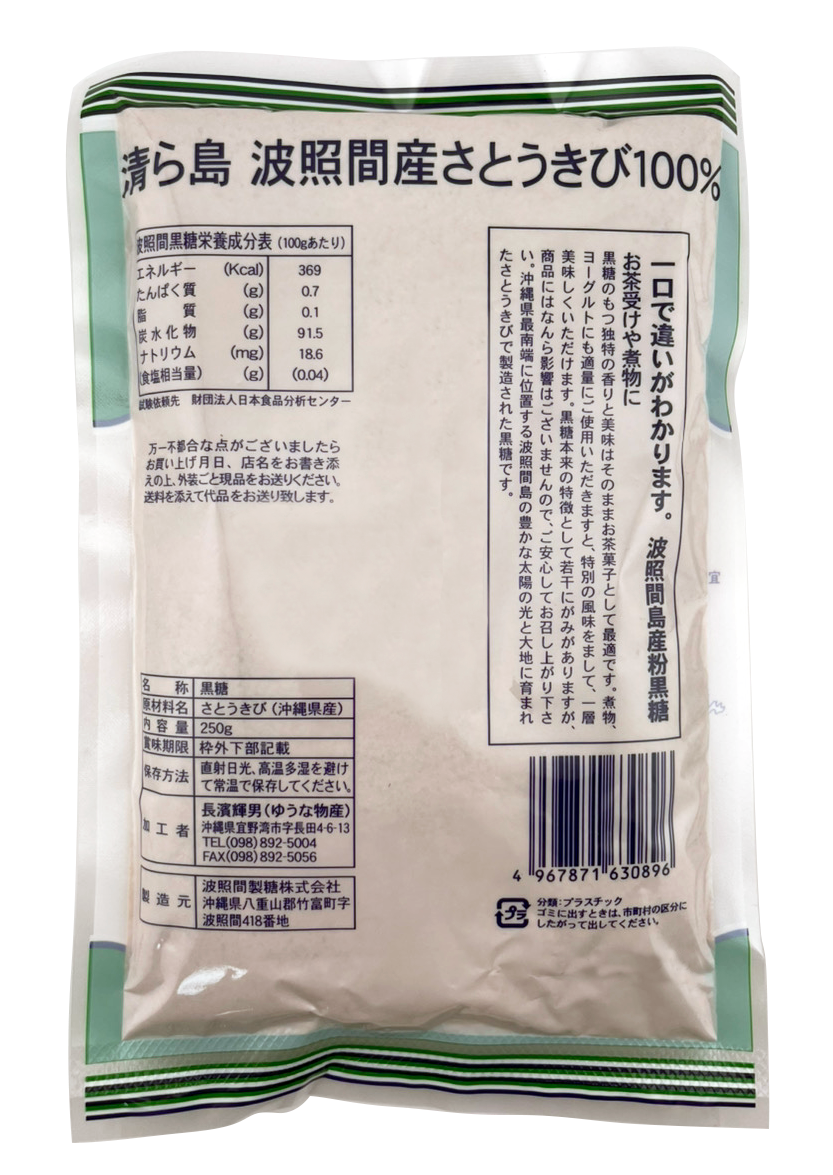 清ら島 波照間産さとうきび100%
波照間黒糖栄養成分表 (100gあたり)
エネルギー (Kcal) 369
たんぱく質 (g) 0.7
脂質 (g) 0.1
炭水化物 (g) 91.5
ナトリウム (mg) 18.6
(食塩相当量) (g) (0.04)
試験依頼先 財団法人日本食品分析センター
万一不都合な点がございましたら
お買い上げ月日、店名をお書き添
えの上、外装ごと現品をお送りください。
送料を添えて代品をお送り致します。
一口で違いがわかります。 波照間島産粉黒糖
お茶受けや煮物に
黒糖のもつ独特の香りと美味はそのままお茶菓子として最適です。煮物、
ヨーグルトにも適量にご使用いただきますと、特別の風味をまして、一層
美味しくいただけます。黒糖本来の特徴として若干にがみがありますが、
商品にはなんら影響はございませんので、ご安心してお召し上がり下さ
い。沖縄県最南端に位置する波照間島の豊かな太陽の光と大地に育まれ
たさとうきびで製造された黒糖です。
名称 黒糖
原材料名 さとうきび (沖縄県産)
内容量 250g
賞味期限 枠外下部記載
保存方法 直射日光、高温多湿を避け
て常温で保存してください。
加工者 長濱輝男(ゆうな物産)
沖縄県宜野湾市字長田4-6-13
TEL(098)892-5004
FAX(098)892-5056
製造元 波照間製糖株式会社
沖縄県八重山郡竹富町字
波照間418番地
4 967871 630896
プラ
分類:プラスチック
ゴミに出すときは、市町村の区分に
したがって出してください。
宜